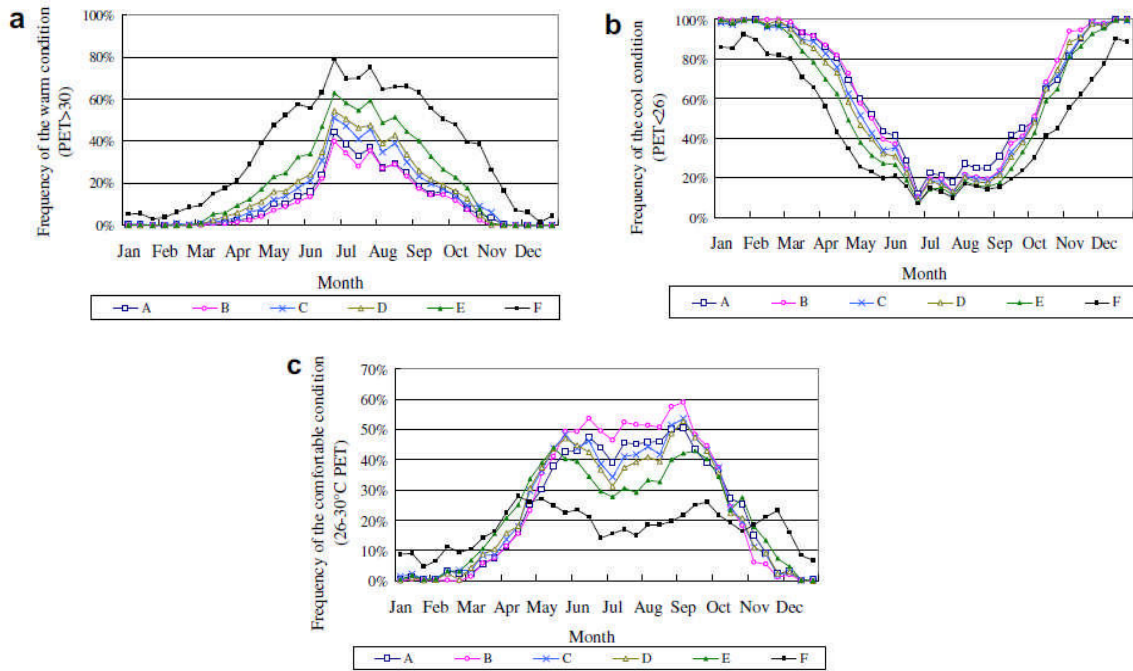 a
Frequency of the warm condition
(PET>30)
100%
80%
60%
40%
20%
0%
Jan Feb Mar Apr May Jun Jul Aug Sep Oct Nov Dec
Month
A B C D E F
b
Frequency of the cool condition
(PET<26)
100%
80%
60%
40%
20%
0%
Jan Feb Mar Apr May Jun Jul Aug Sep Oct Nov Dec
Month
A B C D E F
c
Frequency of the comfortable condition
(26-30°C PET)
70%
60%
50%
40%
30%
20%
10%
0%
Jan Feb Mar Apr May Jun Jul Aug Sep Oct Nov Dec
Month
A B C D E F